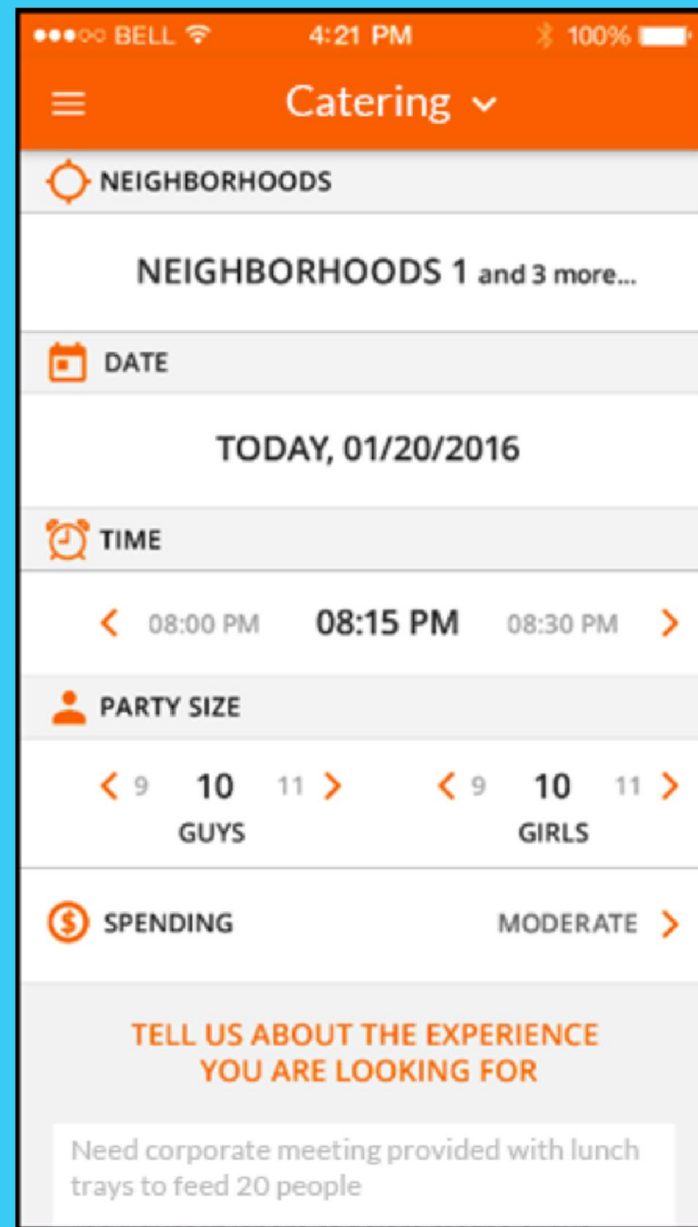 BELL 4:21 PM 100%
Catering
NEIGHBORHOODS
NEIGHBORHOODS 1 and 3 more...
DATE
TODAY, 01/20/2016
TIME
08:00 PM 08:15 PM 08:30 PM
PARTY SIZE
9 10 11 9 10 11
GUYS GIRLS
SPENDING MODERATE
TELL US ABOUT THE EXPERIENCE
YOU ARE LOOKING FOR
Need corporate meeting provided with lunch
trays to feed 20 people